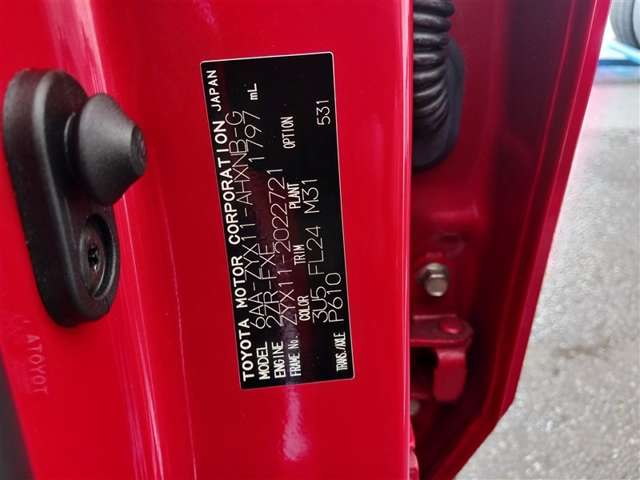 TOYOTA MOTOR CORPORATION JAPAN
MODEL 6AA-ZYX11-AHXNB-G
ENGINE 2ZR-FXE 1797 mL
FRAME No. ZYX11-2022721
COLOR TRIM PLANT OPTION
3U5 FL24 M31 531
TRANS./AXLE P610
ATOYOT